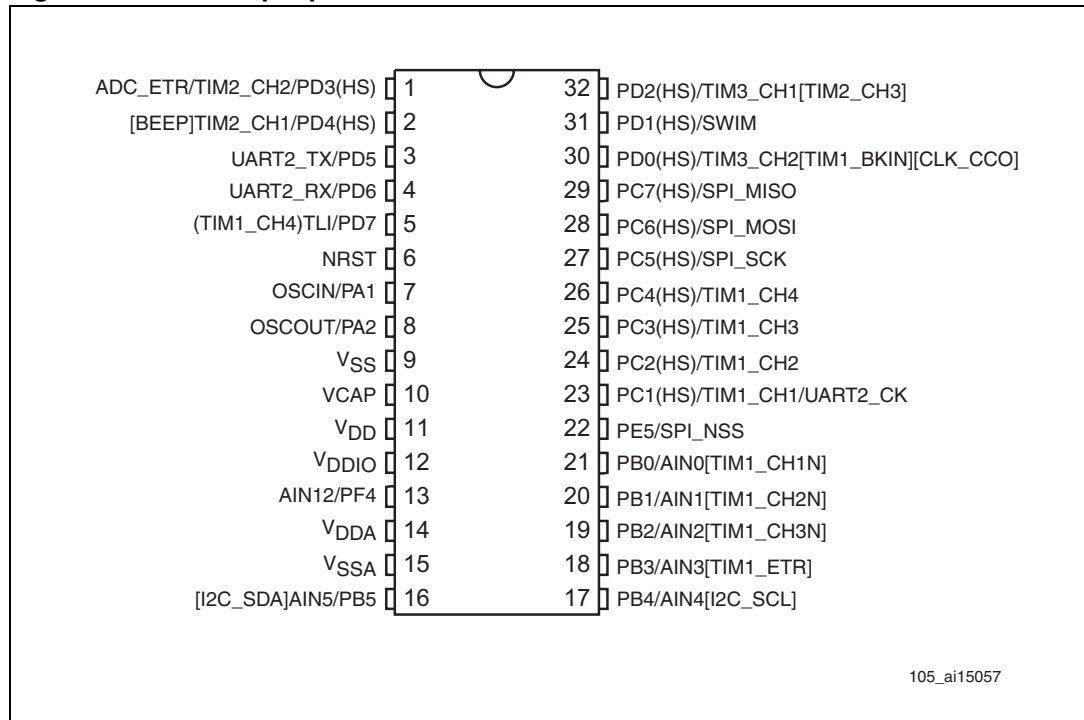 ADC_ETR/TIM2_CH2/PD3(HS) 1
[BEEP]TIM2_CH1/PD4(HS) 2
UART2_TX/PD5 3
UART2_RX/PD6 4
(TIM1_CH4)TLI/PD7 5
NRST 6
OSCIN/PA1 7
OSCOUT/PA2 8
VSS 9
VCAP 10
VDD 11
VDDIO 12
AIN12/PF4 13
VDDA 14
VSSA 15
[I2C_SDA]AIN5/PB5 16
32 PD2(HS)/TIM3_CH1[TIM2_CH3]
31 PD1(HS)/SWIM
30 PD0(HS)/TIM3_CH2[TIM1_BKIN][CLK_CCO]
29 PC7(HS)/SPI_MISO
28 PC6(HS)/SPI_MOSI
27 PC5(HS)/SPI_SCK
26 PC4(HS)/TIM1_CH4
25 PC3(HS)/TIM1_CH3
24 PC2(HS)/TIM1_CH2
23 PC1(HS)/TIM1_CH1/UART2_CK
22 PE5/SPI_NSS
21 PB0/AIN0[TIM1_CH1N]
20 PB1/AIN1[TIM1_CH2N]
19 PB2/AIN2[TIM1_CH3N]
18 PB3/AIN3[TIM1_ETR]
17 PB4/AIN4[I2C_SCL]
105_ai15057